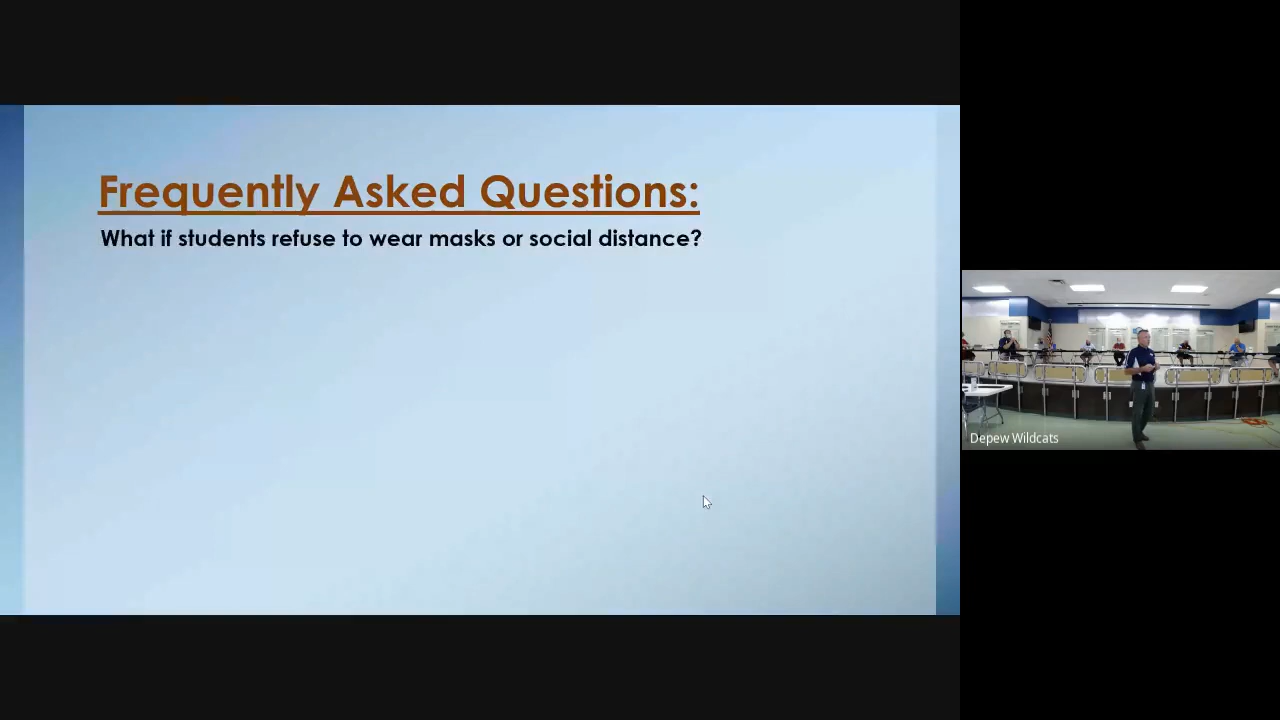 Frequently Asked Questions:
What if students refuse to wear masks or social distance?
Depew Wildcats